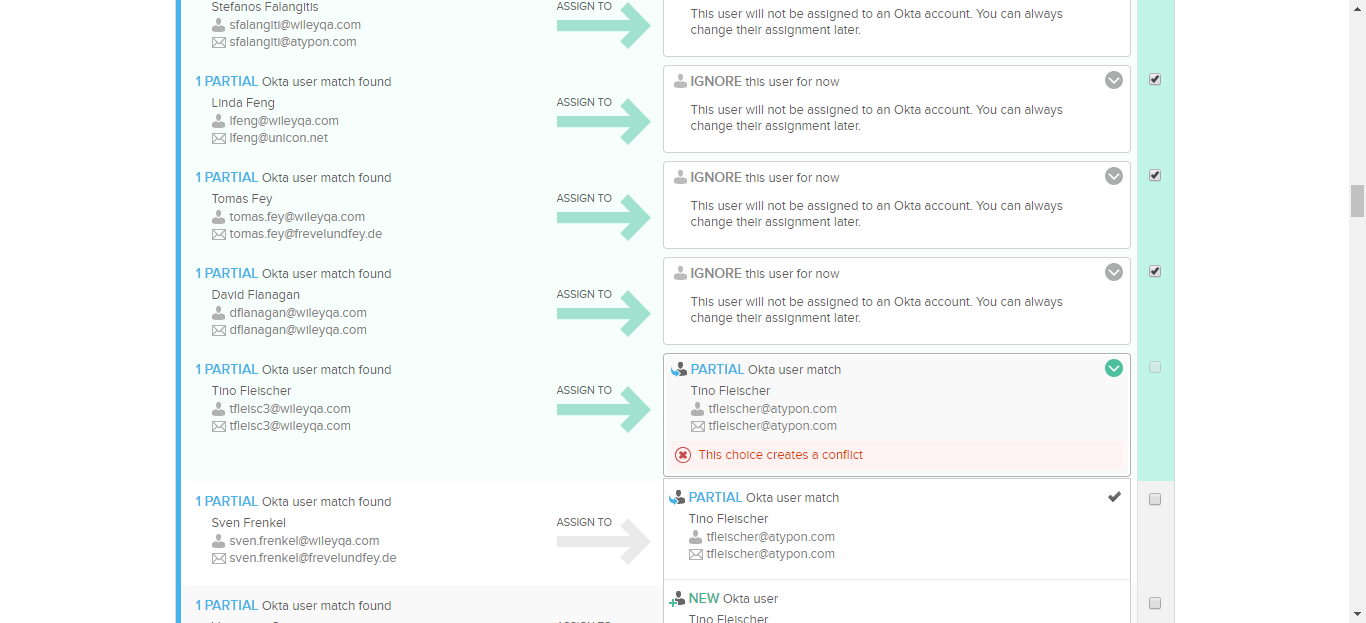 Stefanos Falangitis
sfalangiti@wileyqa.com
sfalangiti@atypon.com
ASSIGN TO
This user will not be assigned to an Okta account. You can always
change their assignment later.
1 PARTIAL Okta user match found
Linda Feng
lfeng@wileyqa.com
lfeng@unicon.net
ASSIGN TO
IGNORE this user for now
This user will not be assigned to an Okta account. You can always
change their assignment later.
1 PARTIAL Okta user match found
Tomas Fey
tomas.fey@wileyqa.com
tomas.fey@frevelundfey.de
ASSIGN TO
IGNORE this user for now
This user will not be assigned to an Okta account. You can always
change their assignment later.
1 PARTIAL Okta user match found
David Flanagan
dflanagan@wileyqa.com
dflanagan@wileyqa.com
ASSIGN TO
IGNORE this user for now
This user will not be assigned to an Okta account. You can always
change their assignment later.
1 PARTIAL Okta user match found
Tino Fleischer
tfleisc3@wileyqa.com
tfleisc3@wileyqa.com
ASSIGN TO
PARTIAL Okta user match
Tino Fleischer
tfleischer@atypon.com
tfleischer@atypon.com
This choice creates a conflict
1 PARTIAL Okta user match found
Sven Frenkel
sven.frenkel@wileyqa.com
sven.frenkel@frevelundfey.de
ASSIGN TO
PARTIAL Okta user match
Tino Fleischer
tfleischer@atypon.com
tfleischer@atypon.com
1 PARTIAL Okta user match found
NEW Okta user
Tino Fleischer